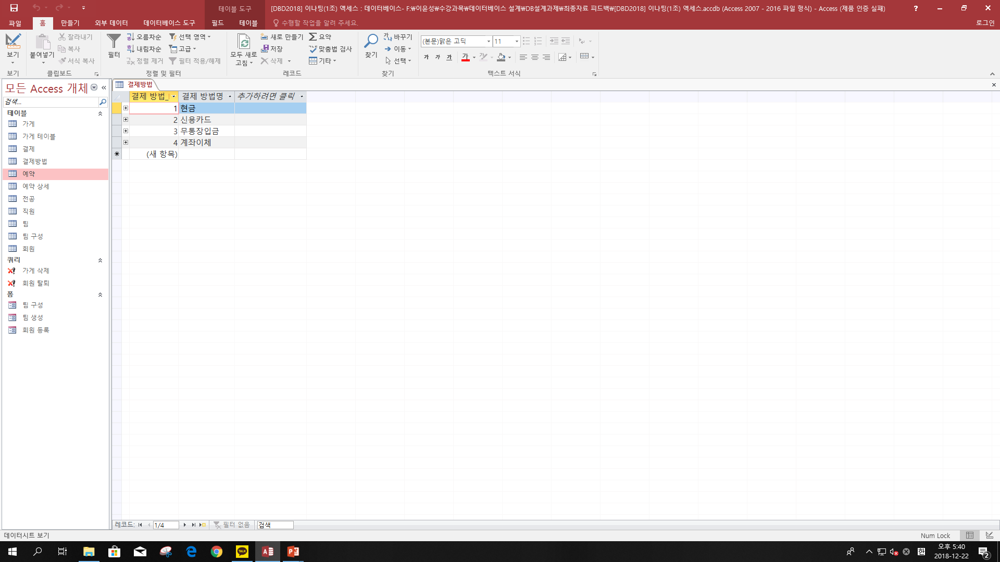 테이블 도구
[DBD2018] 이나팅(1조) 액세스 : 데이터베이스- F:₩이윤성₩수강과목₩데이터베이스 설계₩DB설계과제₩최종자료 피드백₩[DBD2018] 이나팅(1조) 액세스.accdb (Access 2007 - 2016 파일 형식) - Access (제품 인증 실패)
파일 홈 만들기 외부 데이터 데이터베이스 도구 필드 테이블 수행할 작업을 알려 주세요. 로그인
잘라내기 오름차순 선택 영역 새로 만들기 요약 바꾸기 (본문)맑은 고딕 11
보기 붙여넣기 복사 필터 내림차순 고급 모두 새로 고침 저장 맞춤법 검사 찾기 이동
서식 복사 정렬 제거 필터 적용/해제 삭제 기타 선택 가 가 가 가
보기 클립보드 정렬 및 필터 레코드 찾기 텍스트 서식
모든 Access 개체
검색...
테이블
가게
가게 테이블
결제
결제방법
예약
예약 상세
전공
직원
팀
팀 구성
회원
쿼리
가게 삭제
회원 탈퇴
폼
팀 구성
팀 생성
회원 등록
결제방법
결제 방법_ 결제 방법명 추가하려면 클릭
1 현금
2 신용카드
3 무통장입금
4 계좌이체
(새 항목)
레코드: 1/4 필터 없음 검색
데이터시트 보기 Num Lock
TALK 한 오후 5:40
2018-12-22 2